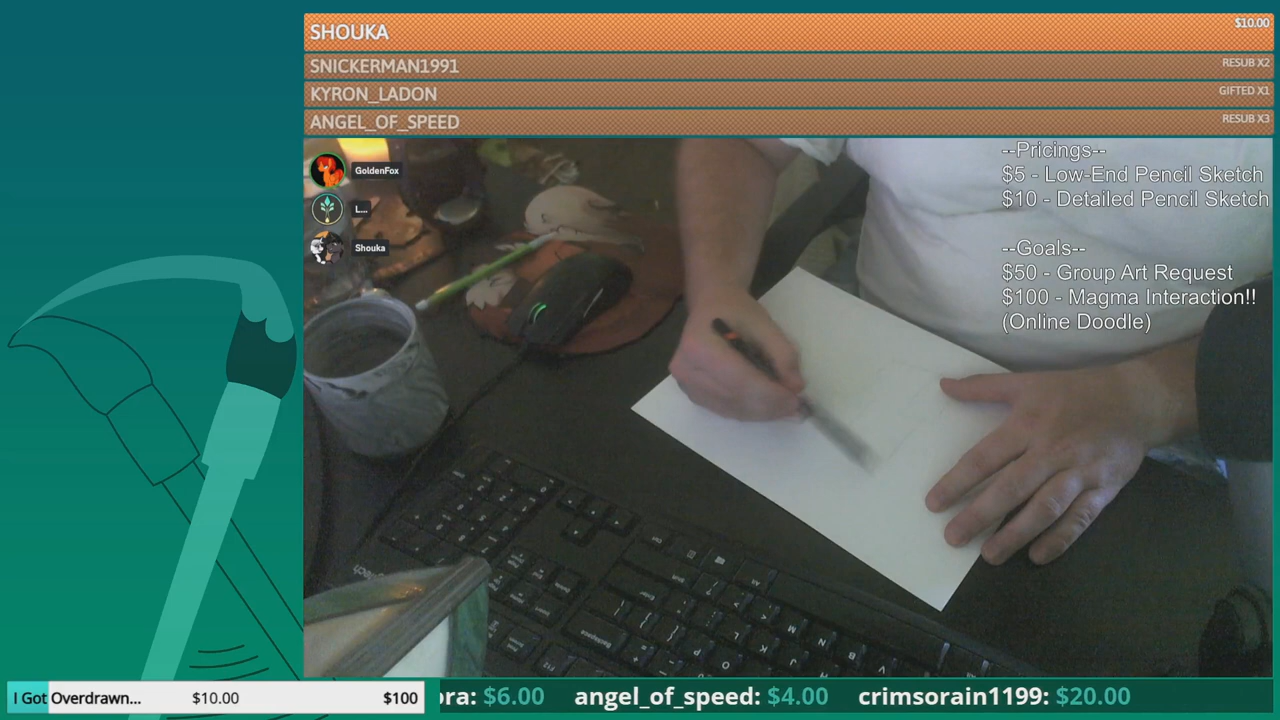 SHOUKA
$10.00
SNICKERMAN1991
RESUB X2
KYRON_LADON
GIFTED X1
ANGEL_OF_SPEED
RESUB X3
GoldenFox
L...
Shouka
--Pricings--
$5 - Low-End Pencil Sketch
$10 - Detailed Pencil Sketch
--Goals--
$50 - Group Art Request
$100 - Magma Interaction!!
(Online Doodle)
I Got Overdrawn... $10.00 $100
ora: $6.00 angel_of_speed: $4.00 crimsorain1199: $20.00